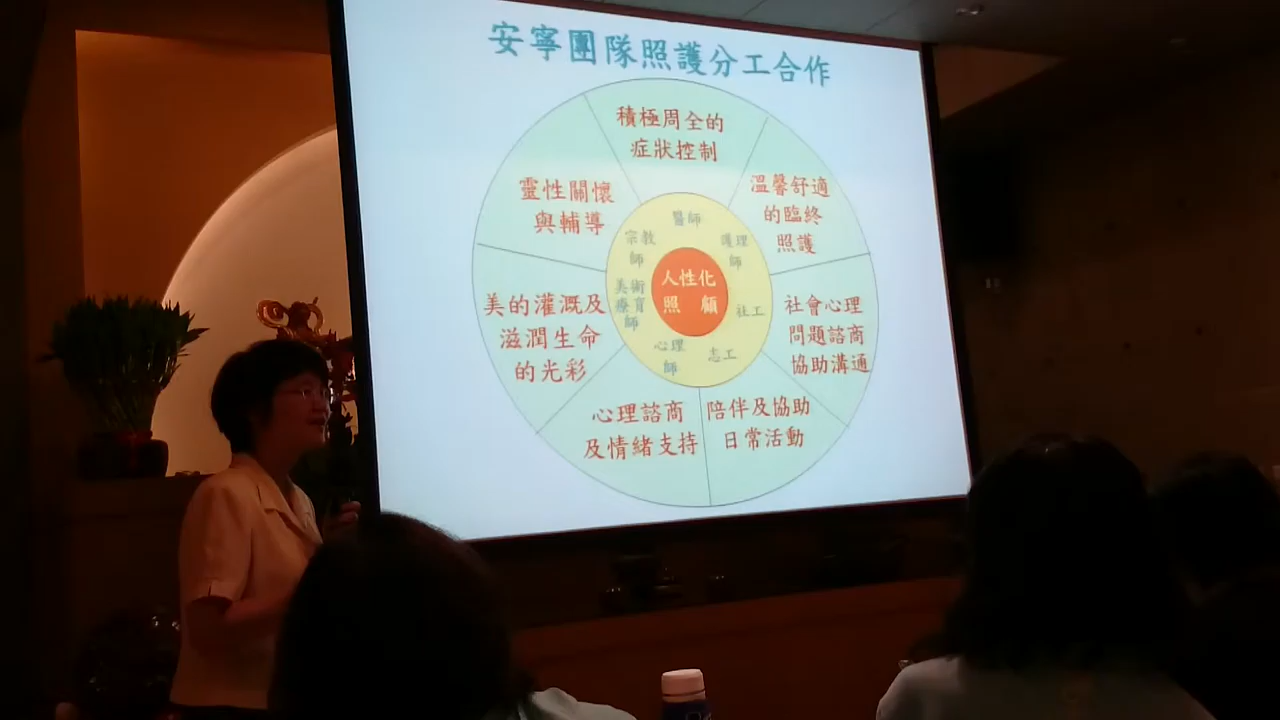 安寧團隊照護分工合作
積極周全的
症狀控制
溫馨舒適
的臨終
照護
社會心理
問題諮商
協助溝通
陪伴及協助
日常活動
心理諮商
及情緒支持
美的灌溉及
滋潤生命
的光彩
靈性關懷
與輔導
醫師
護理
師
社工
志工
心理
師
美術
療育
師
宗教
師
人性化
照 顧